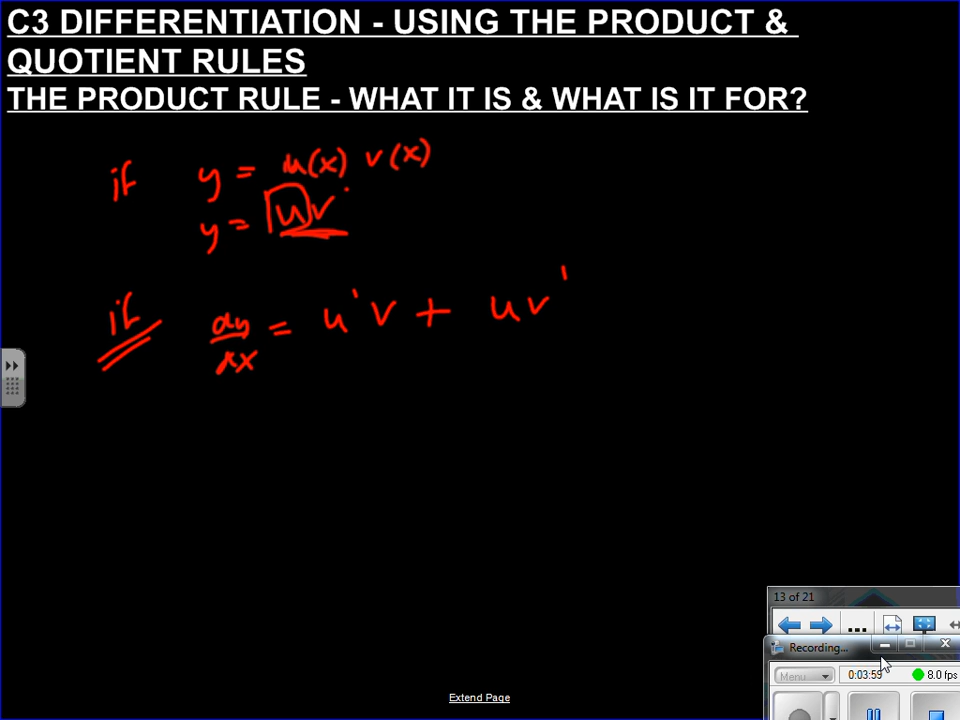 C3 DIFFERENTIATION - USING THE PRODUCT &
QUOTIENT RULES
THE PRODUCT RULE - WHAT IT IS & WHAT IS IT FOR?
if y = u(x) v(x)
y = uv
if dy/dx = u'v + uv'
13 of 21
...
Recording...
Menu 0:03:59 8.0 fps
Extend Page